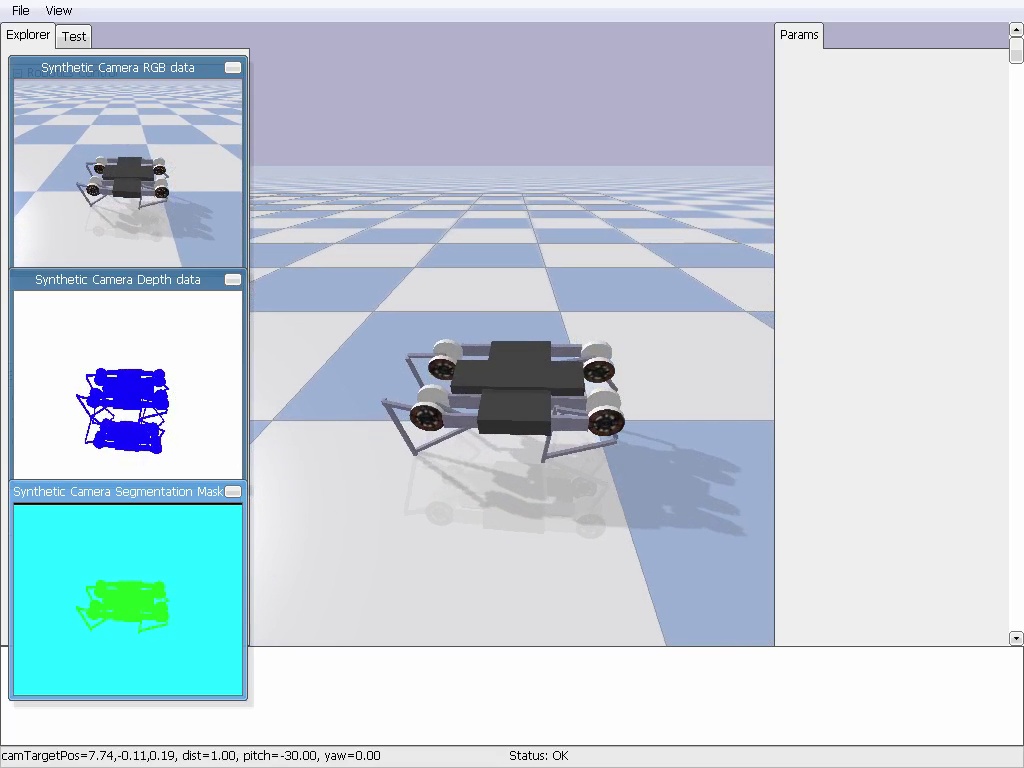 File View
Explorer Test
Params
Synthetic Camera RGB data
Synthetic Camera Depth data
Synthetic Camera Segmentation Mask
camTargetPos=7.74,-0.11,0.19, dist=1.00, pitch=-30.00, yaw=0.00
Status: OK